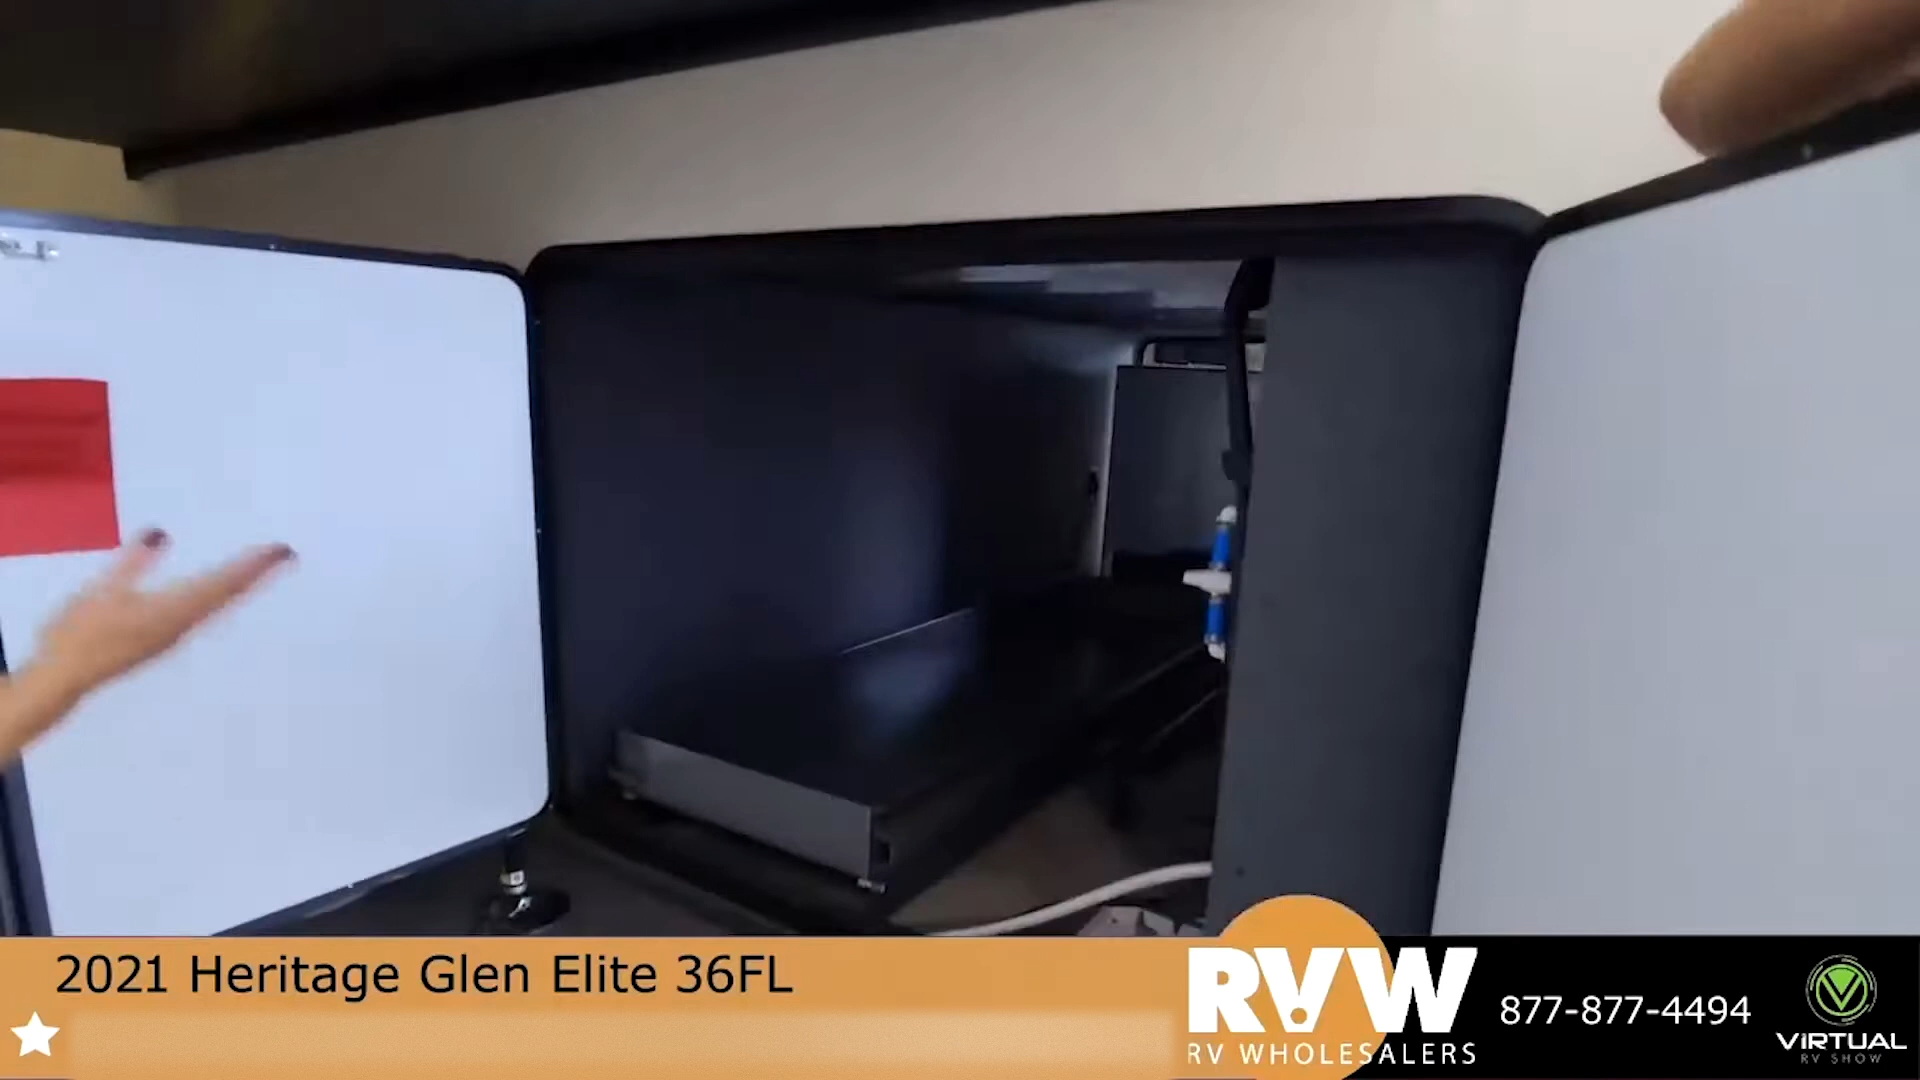 2021 Heritage Glen Elite 36FL
RVW
RV WHOLESALERS
877-877-4494
VIRTUAL
RV SHOW